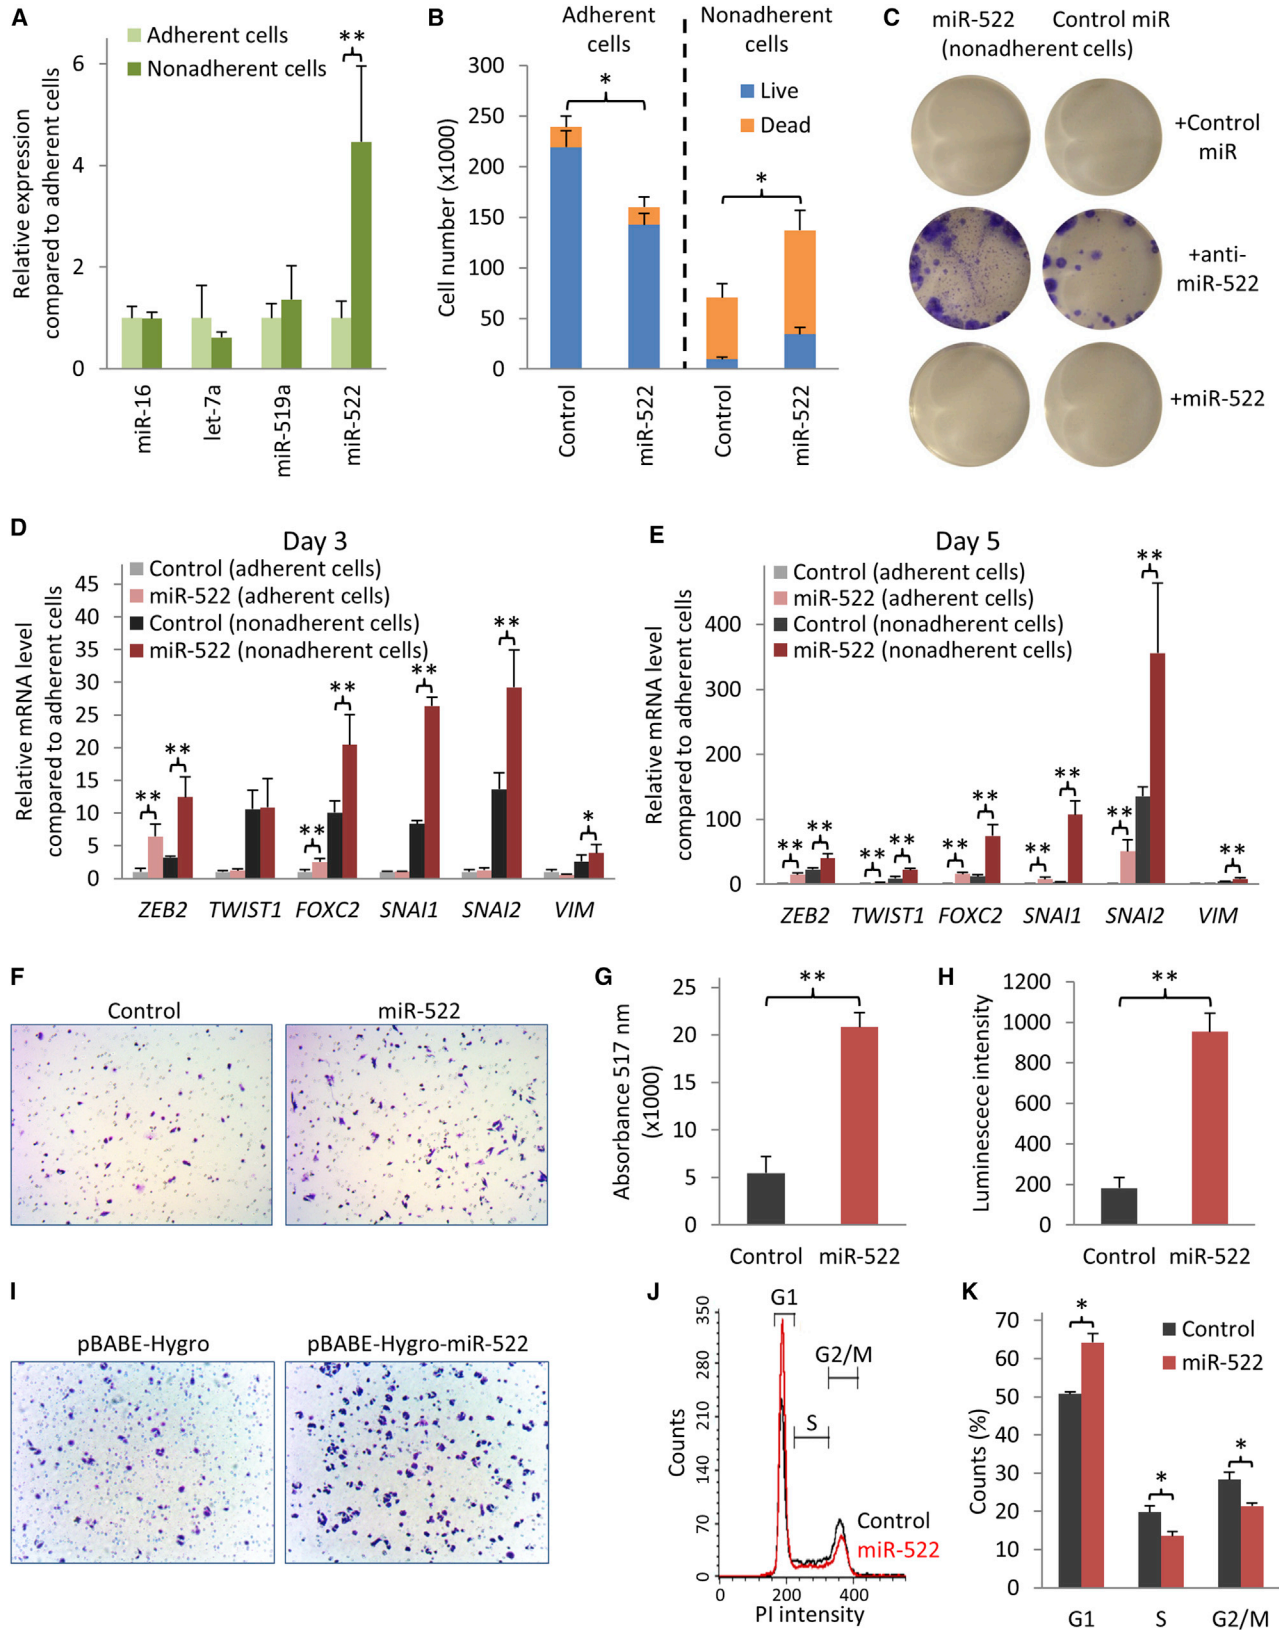 A
Adherent cells
Nonadherent cells
**
Relative expression
compared to adherent cells
6
4
2
0
miR-16
let-7a
miR-519a
miR-522
B
Adherent
cells
Nonadherent
cells
Live
Dead
*
*
Cell number (x1000)
300
250
200
150
100
50
0
Control
miR-522
Control
miR-522
C
miR-522
Control miR
(nonadherent cells)
+Control
miR
+anti-
miR-522
+miR-522
D
Day 3
Control (adherent cells)
miR-522 (adherent cells)
Control (nonadherent cells)
miR-522 (nonadherent cells)
Relative mRNA level
compared to adherent cells
45
40
35
30
25
20
15
10
5
0
**
**
**
**
**
**
*
ZEB2
TWIST1
FOXC2
SNAI1
SNAI2
VIM
E
Day 5
Control (adherent cells)
miR-522 (adherent cells)
Control (nonadherent cells)
miR-522 (nonadherent cells)
Relative mRNA level
compared to adherent cells
400
300
200
100
0
**
**
**
**
**
**
**
**
**
**
**
ZEB2
TWIST1
FOXC2
SNAI1
SNAI2
VIM
F
Control
miR-522
G
Absorbance 517 nm
(x1000)
25
20
15
10
5
0
**
Control
miR-522
H
Luminescece intensity
1200
1000
800
600
400
200
0
**
Control
miR-522
I
pBABE-Hygro
pBABE-Hygro-miR-522
J
Counts
350
280
210
140
70
0
G1
S
G2/M
Control
miR-522
0
200
400
PI intensity
K
Counts (%)
70
60
50
40
30
20
10
0
*
*
*
Control
miR-522
G1
S
G2/M